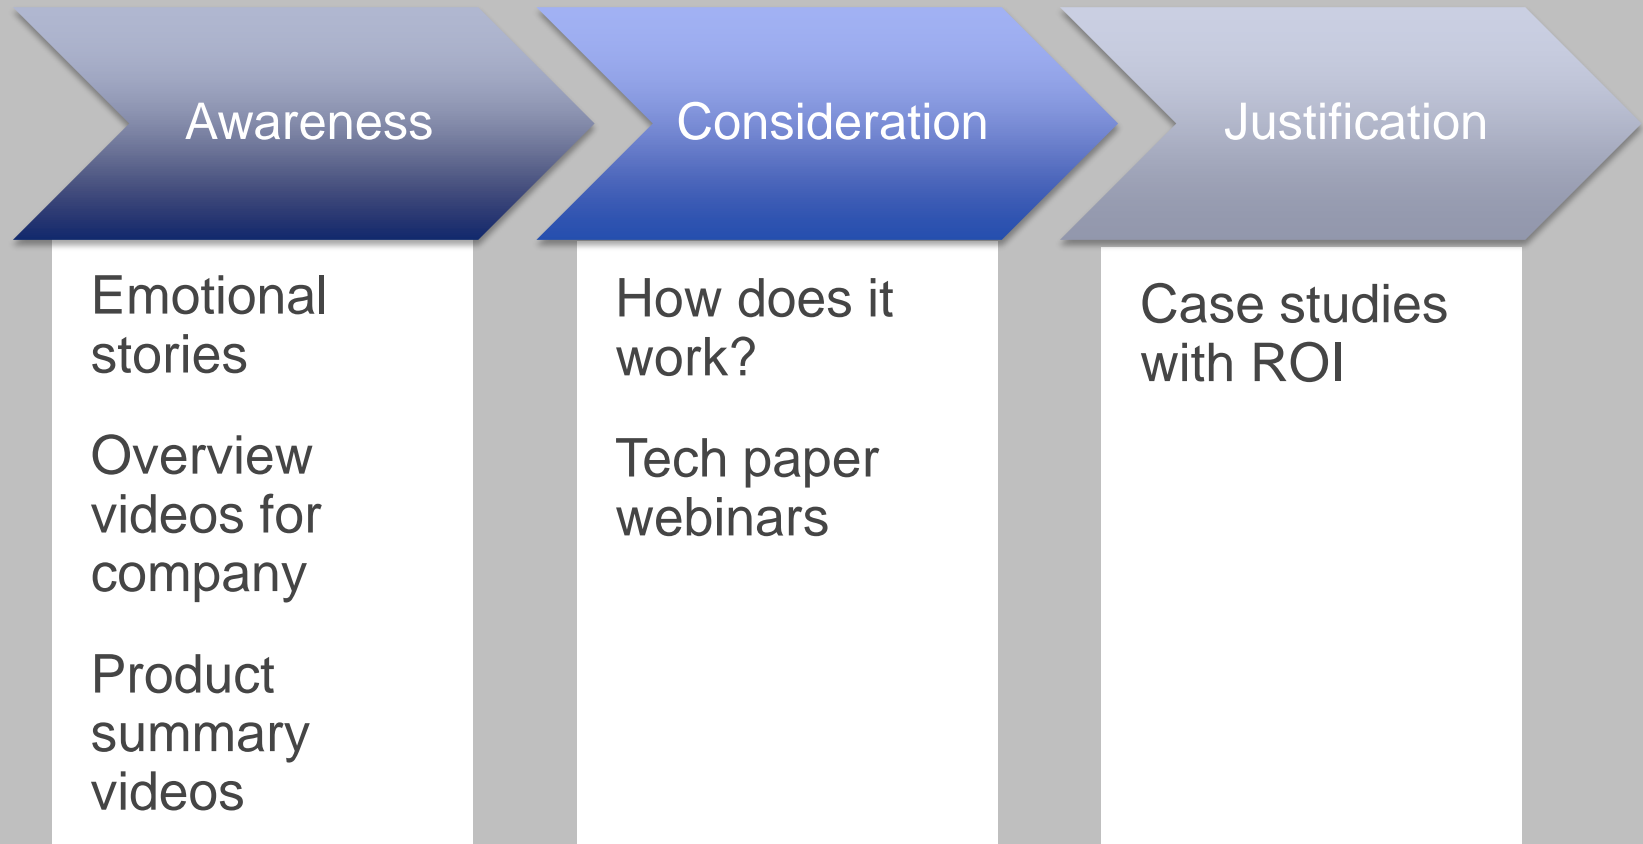 Awareness
Consideration
Justification
Emotional
stories
Overview
videos for
company
Product
summary
videos
How does it
work?
Tech paper
webinars
Case studies
with ROI